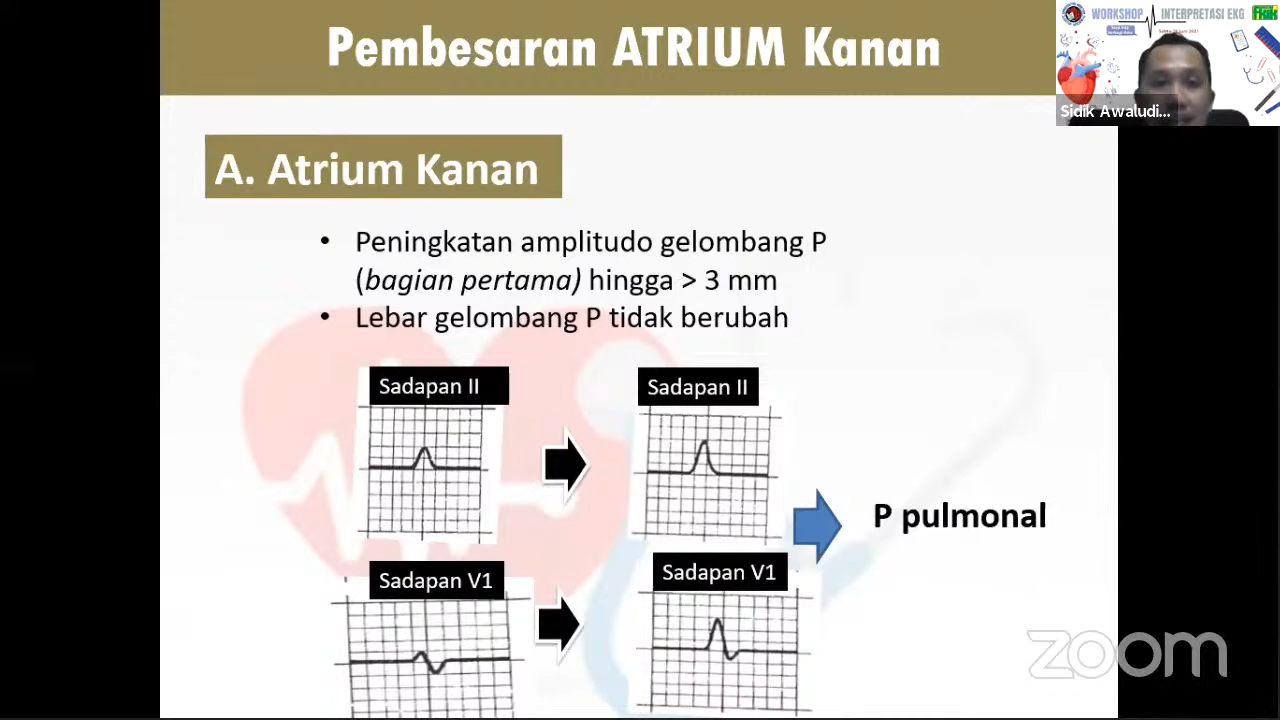 Pembesaran ATRIUM Kanan
WORKSHOP INTERPRETASI EKG
Sidik Awaludi...
A. Atrium Kanan
• Peningkatan amplitudo gelombang P
(bagian pertama) hingga > 3 mm
• Lebar gelombang P tidak berubah
Sadapan II
Sadapan II
P pulmonal
Sadapan V1
Sadapan V1
zoom